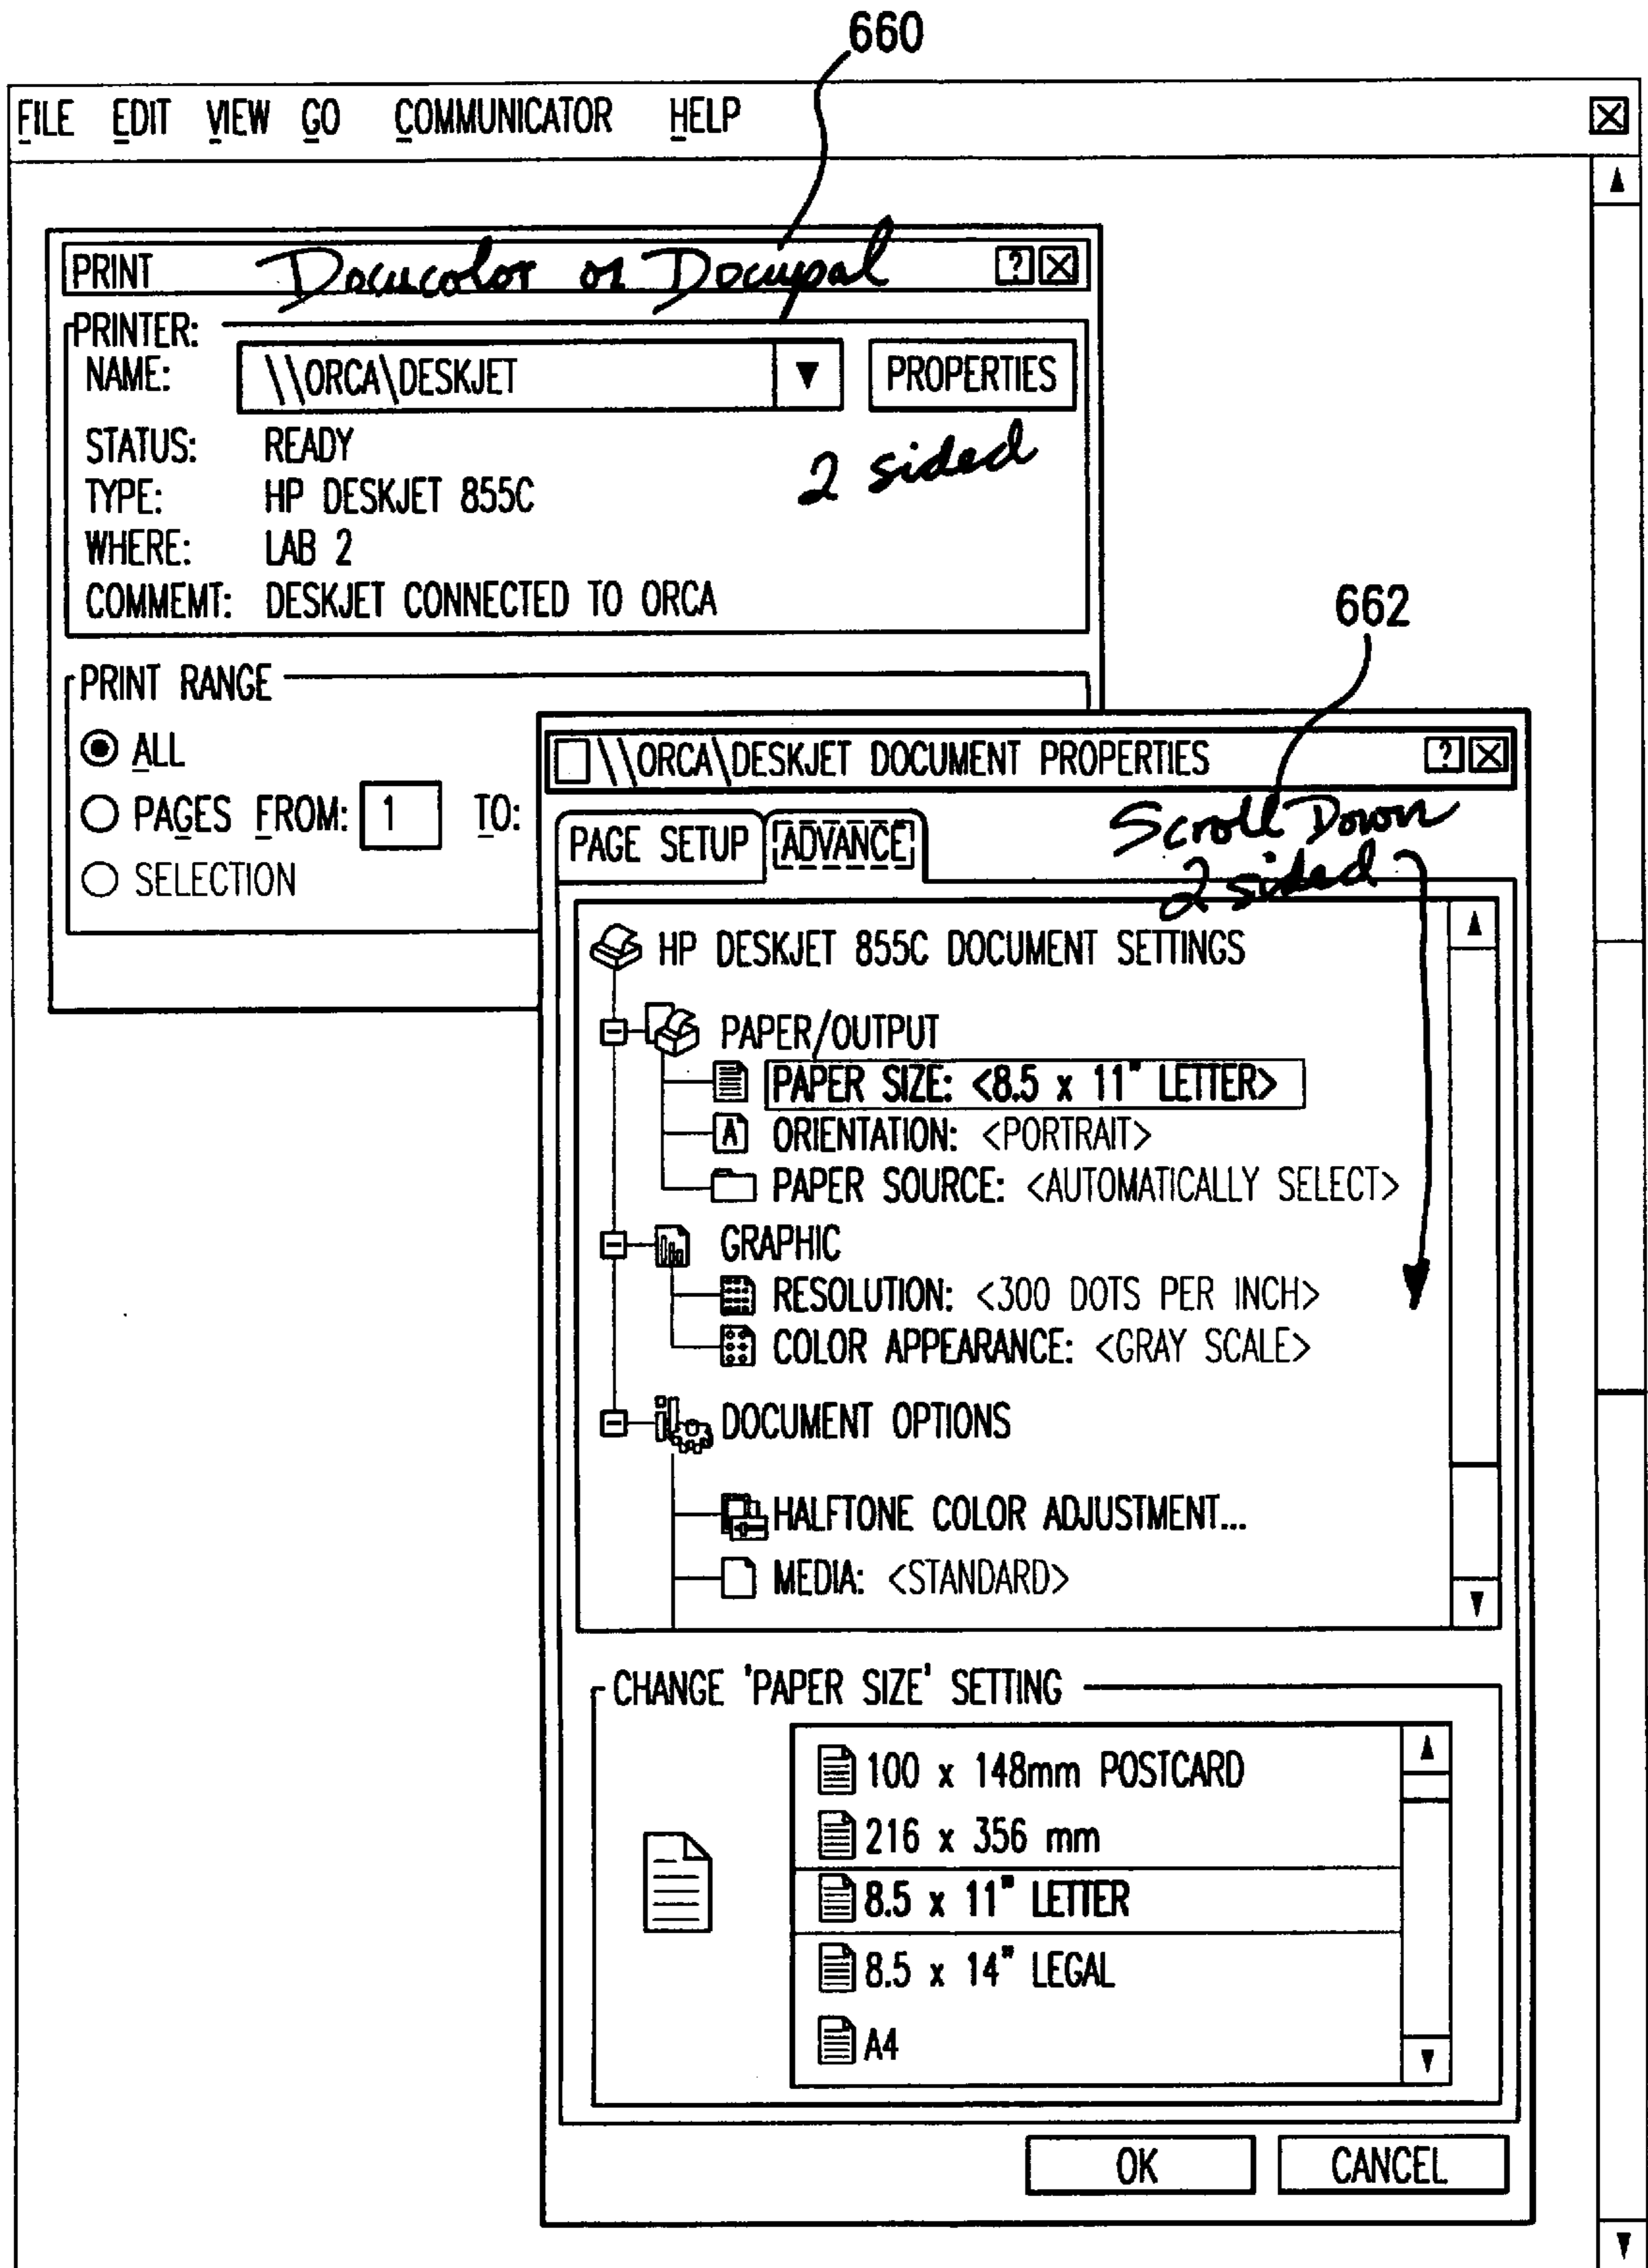 660
FILE EDIT VIEW GO COMMUNICATOR HELP
PRINT Docucolor or Docupal
PRINTER:
NAME: \\ORCA\DESKJET PROPERTIES
STATUS: READY
2 sided
TYPE: HP DESKJET 855C
WHERE: LAB 2
COMMEMT: DESKJET CONNECTED TO ORCA
662
PRINT RANGE
ALL
PAGES FROM: 1 TO:
SELECTION
\\ORCA\DESKJET DOCUMENT PROPERTIES
Scroll Down
2 sided
PAGE SETUP ADVANCE
HP DESKJET 855C DOCUMENT SETTINGS
PAPER/OUTPUT
PAPER SIZE: <8.5 x 11" LETTER>
ORIENTATION: <PORTRAIT>
PAPER SOURCE: <AUTOMATICALLY SELECT>
GRAPHIC
RESOLUTION: <300 DOTS PER INCH>
COLOR APPEARANCE: <GRAY SCALE>
DOCUMENT OPTIONS
HALFTONE COLOR ADJUSTMENT...
MEDIA: <STANDARD>
CHANGE 'PAPER SIZE' SETTING
100 x 148mm POSTCARD
216 x 356 mm
8.5 x 11" LETTER
8.5 x 14" LEGAL
A4
OK CANCEL